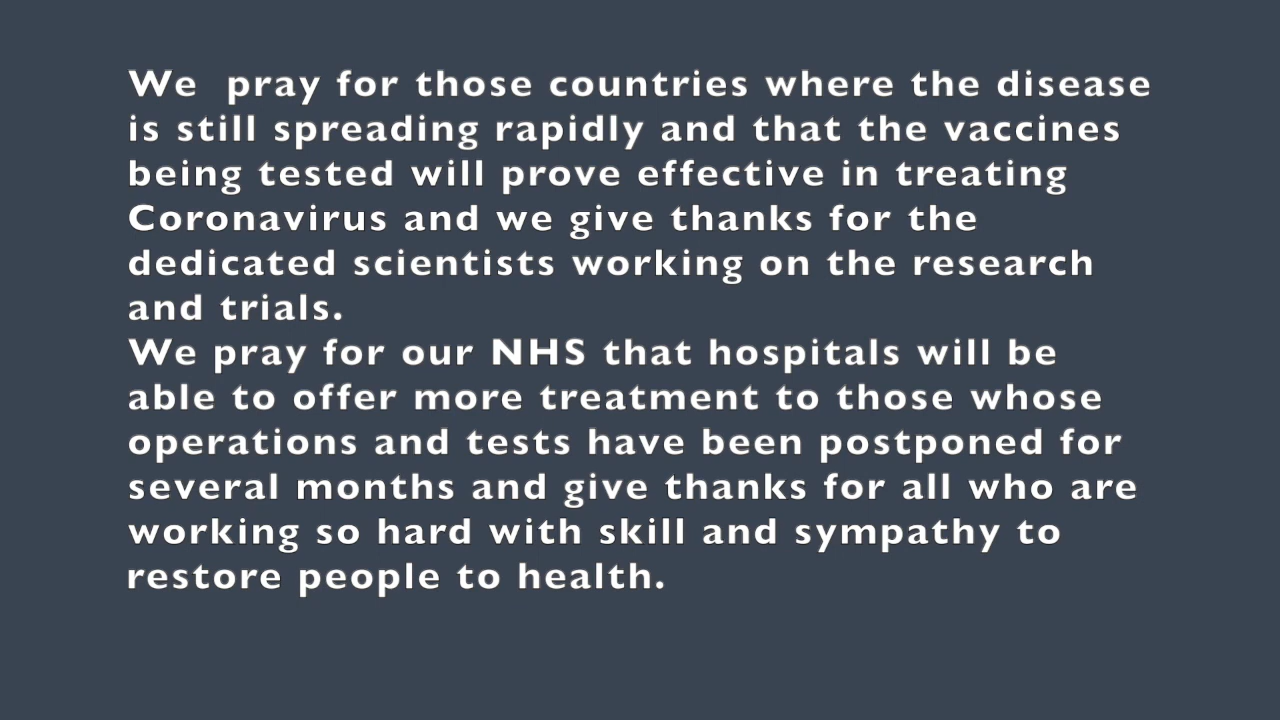 We  pray for those countries where the disease
is still spreading rapidly and that the vaccines
being tested will prove effective in treating
Coronavirus and we give thanks for the
dedicated scientists working on the research
and trials.
We pray for our NHS that hospitals will be
able to offer more treatment to those whose
operations and tests have been postponed for
several months and give thanks for all who are
working so hard with skill and sympathy to
restore people to health.